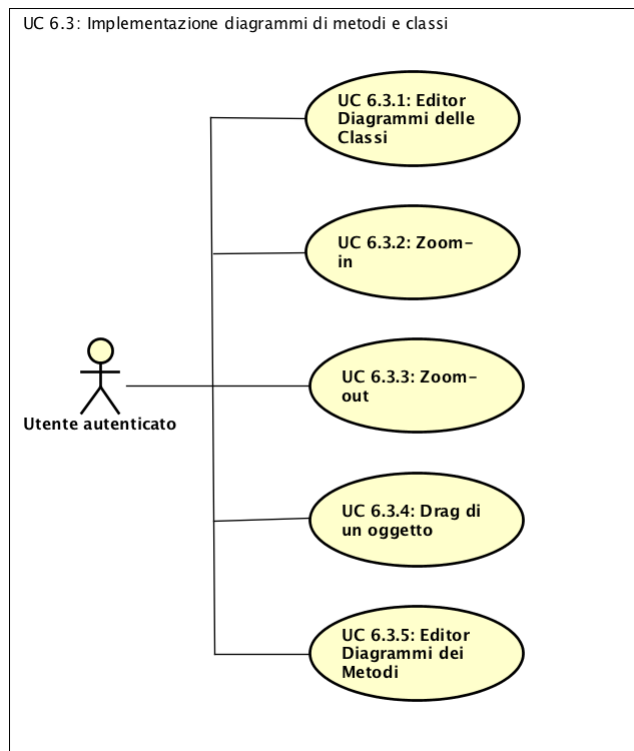 UC 6.3: Implementazione diagrammi di metodi e classi
UC 6.3.1: Editor
Diagrammi delle
Classi
UC 6.3.2: Zoom-
in
UC 6.3.3: Zoom-
out
Utente autenticato
UC 6.3.4: Drag di
un oggetto
UC 6.3.5: Editor
Diagrammi dei
Metodi